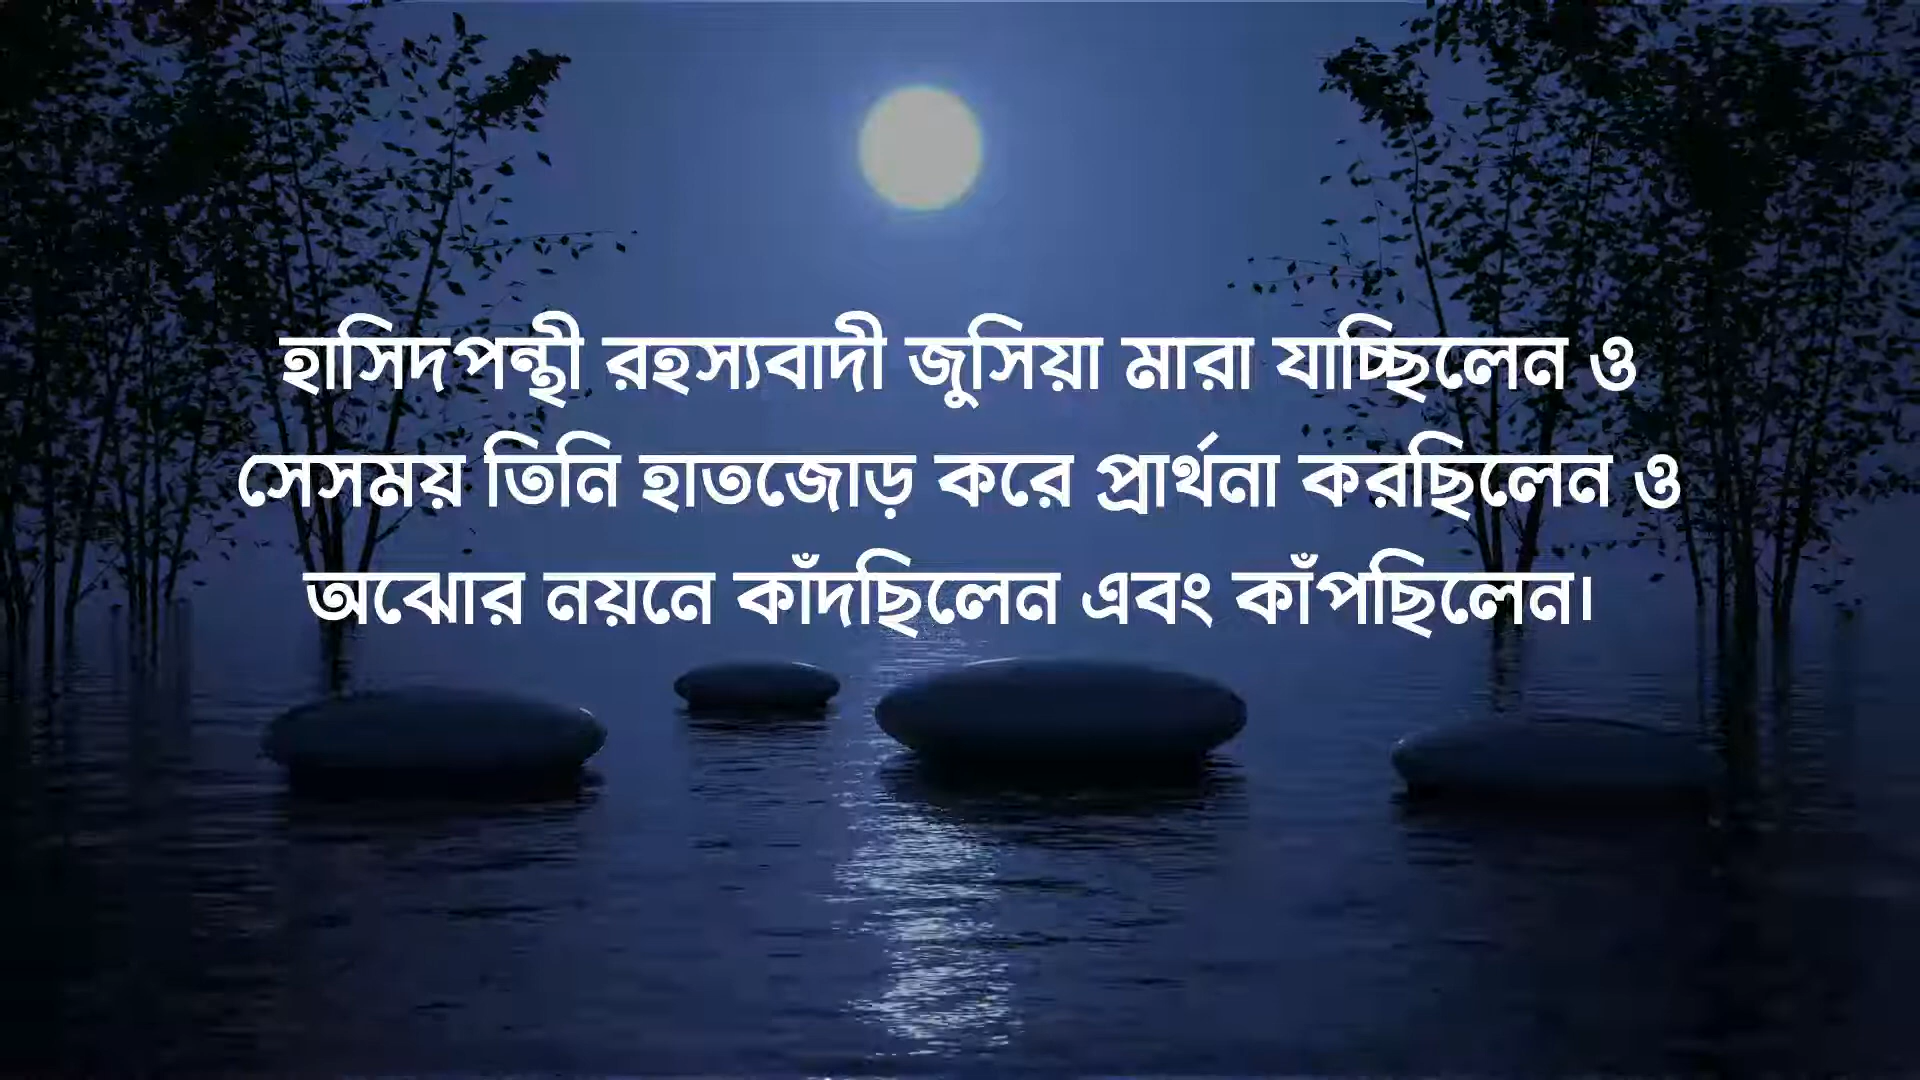 হাসিদপন্থী রহস্যবাদী জুসিয়া মারা যাচ্ছিলেন ও
সেসময় তিনি হাতজোড় করে প্রার্থনা করছিলেন ও
অঝোর নয়নে কাঁদছিলেন এবং কাঁপছিলেন।